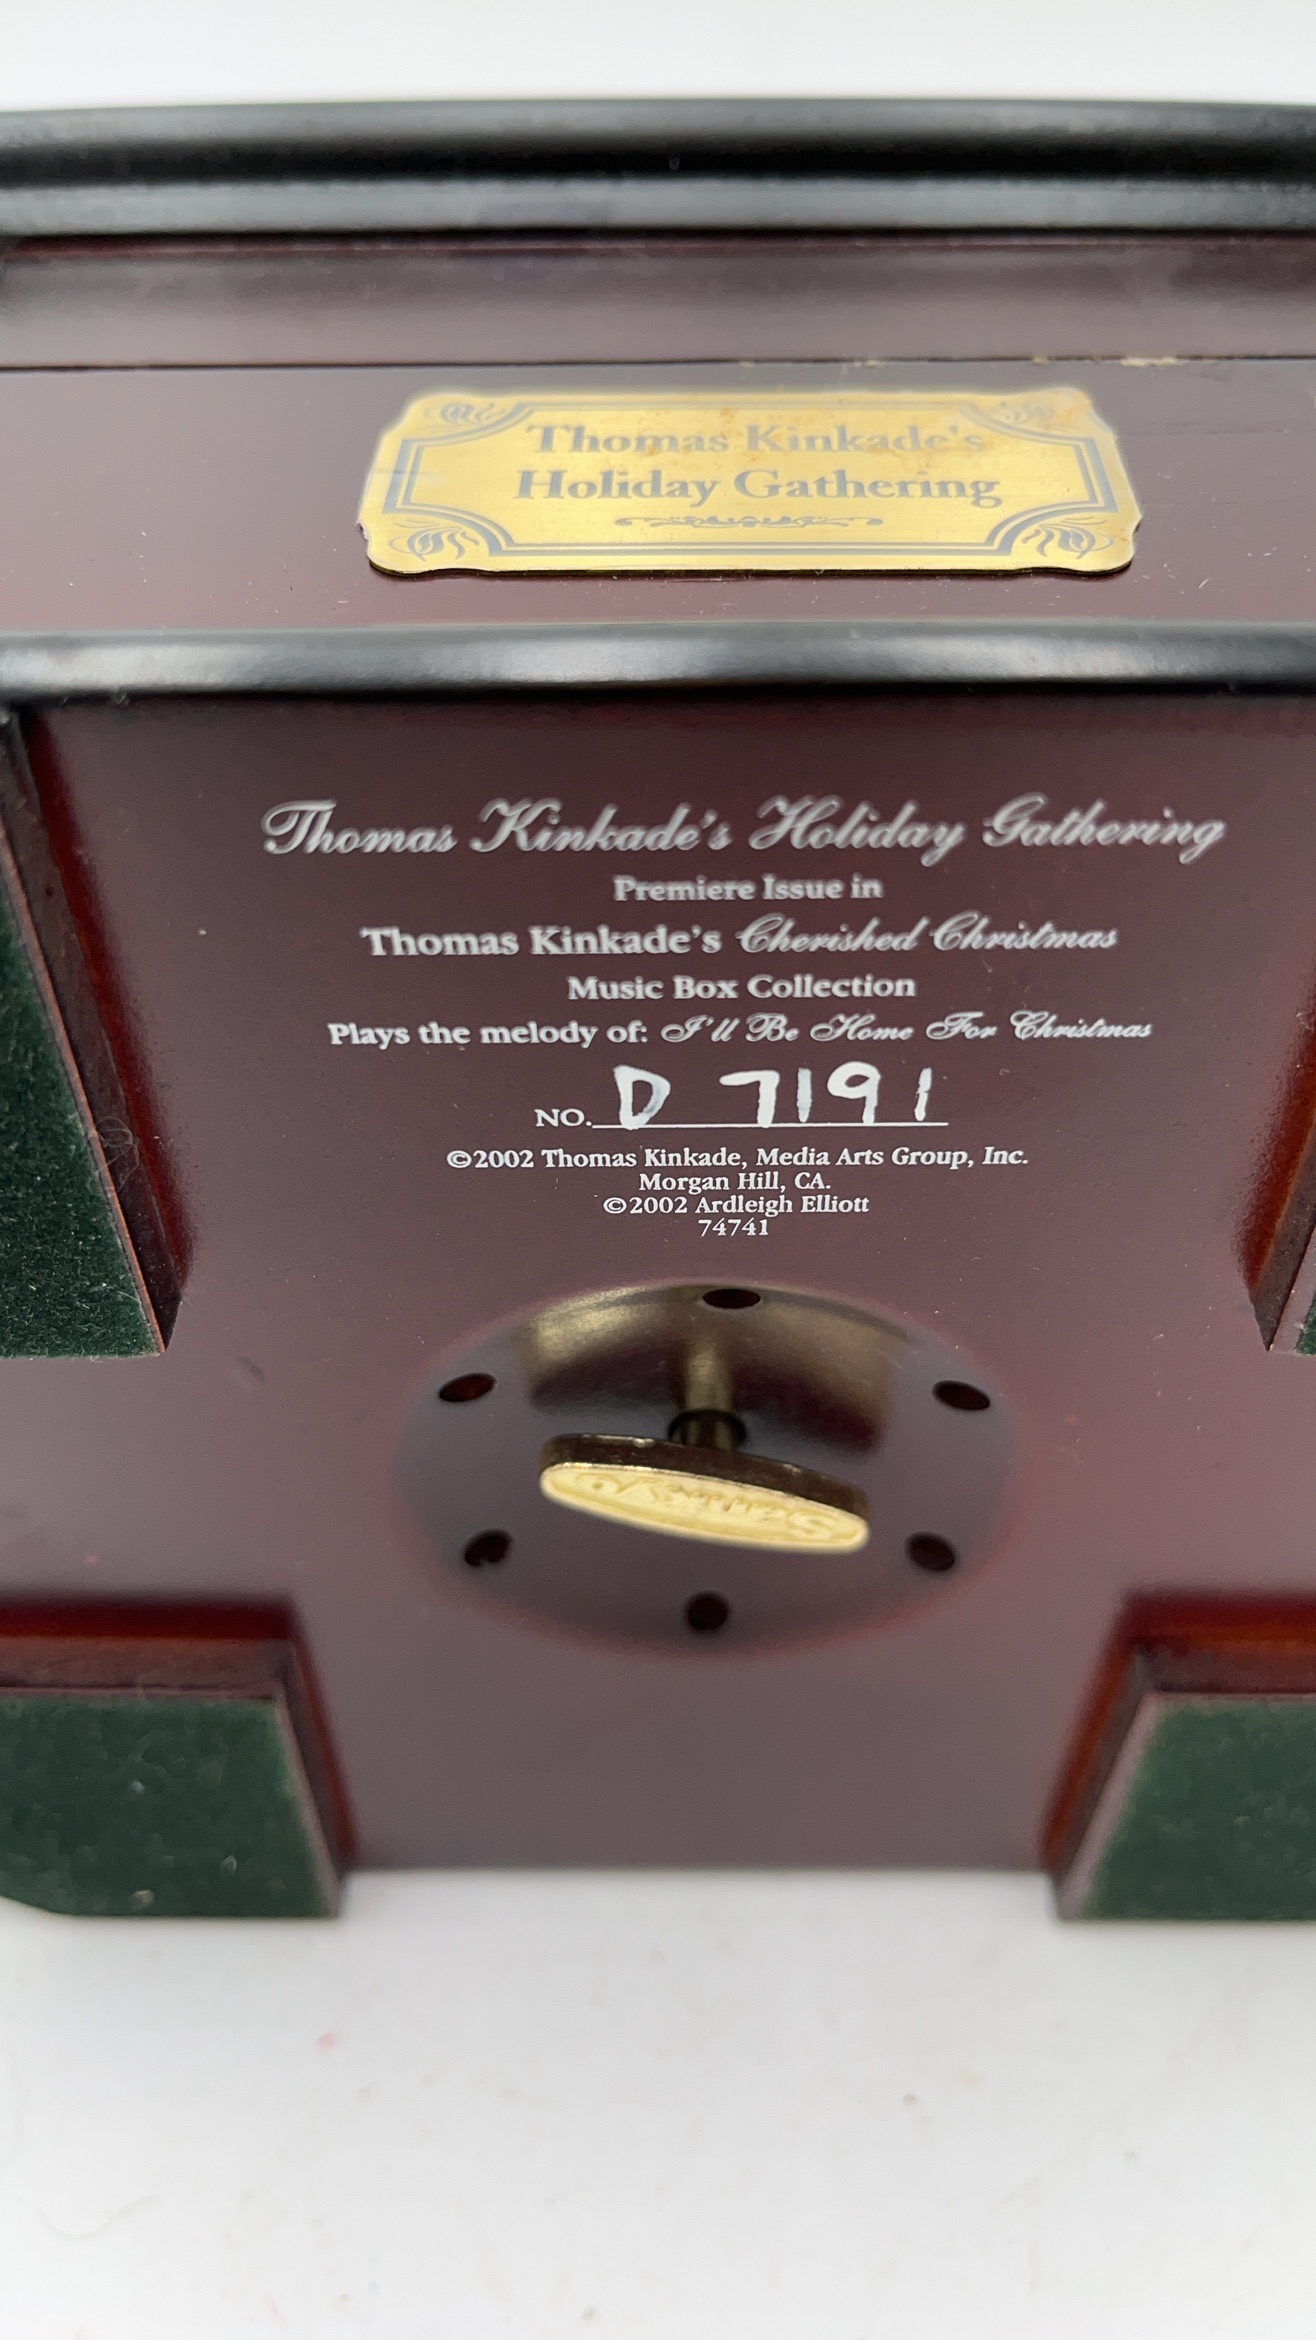 Thomas Kinkade's
Holiday Gathering
Thomas Kinkade's Holiday Gathering
Premiere Issue in
Thomas Kinkade's Cherished Christmas
Music Box Collection
Plays the melody of: I'll Be Home For Christmas
NO. D 7191
©2002 Thomas Kinkade, Media Arts Group, Inc.
Morgan Hill, CA.
©2002 Ardleigh Elliott
74741
Sankyo